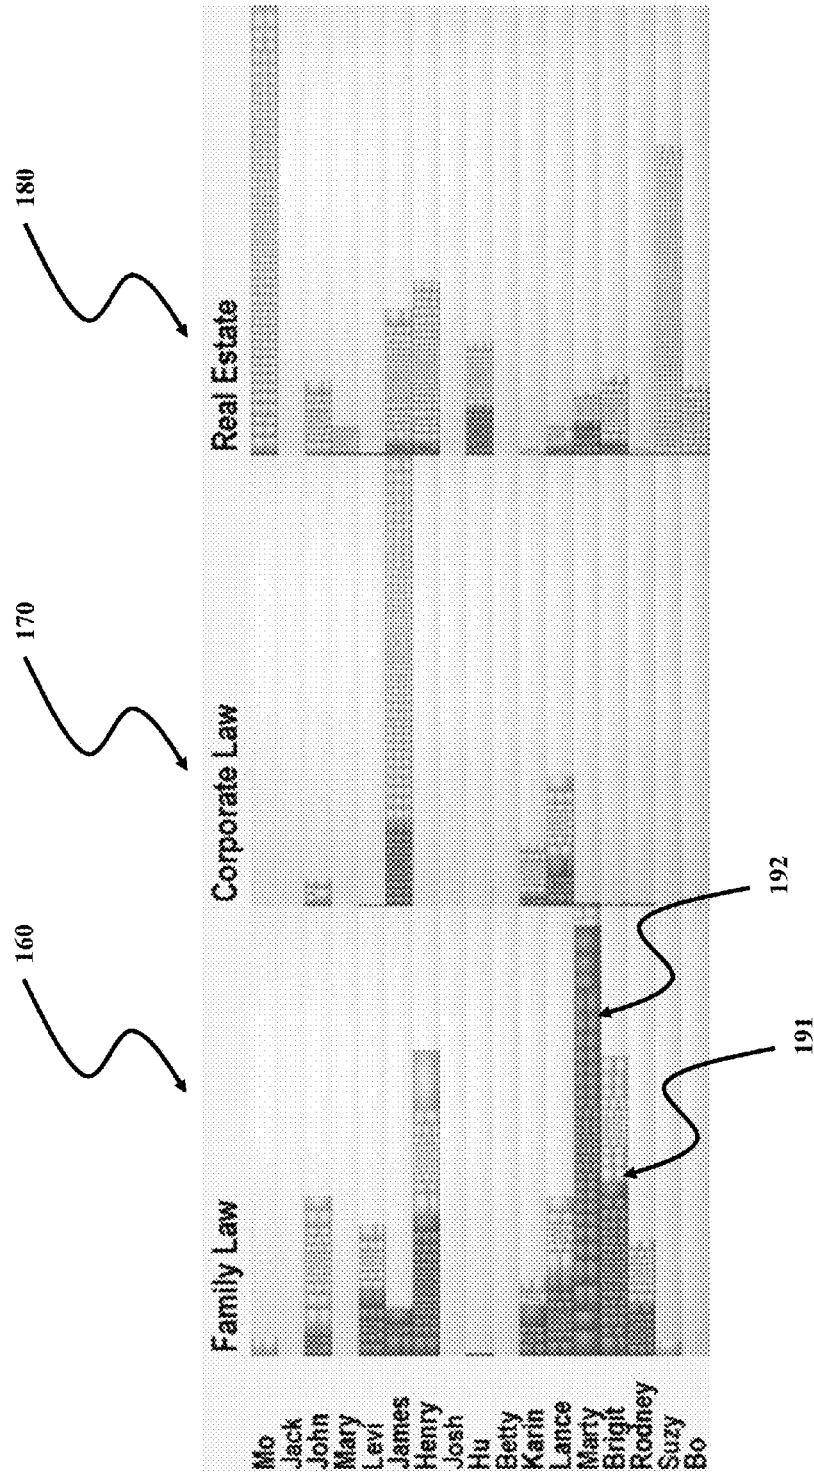 160
170
180
Family Law
Corporate Law
Real Estate
Mo
Jack
John
Mary
Levi
James
Henry
Josh
Hu
Betty
Karin
Lance
Marty
Brigit
Rodney
Suzy
Bo
191
192